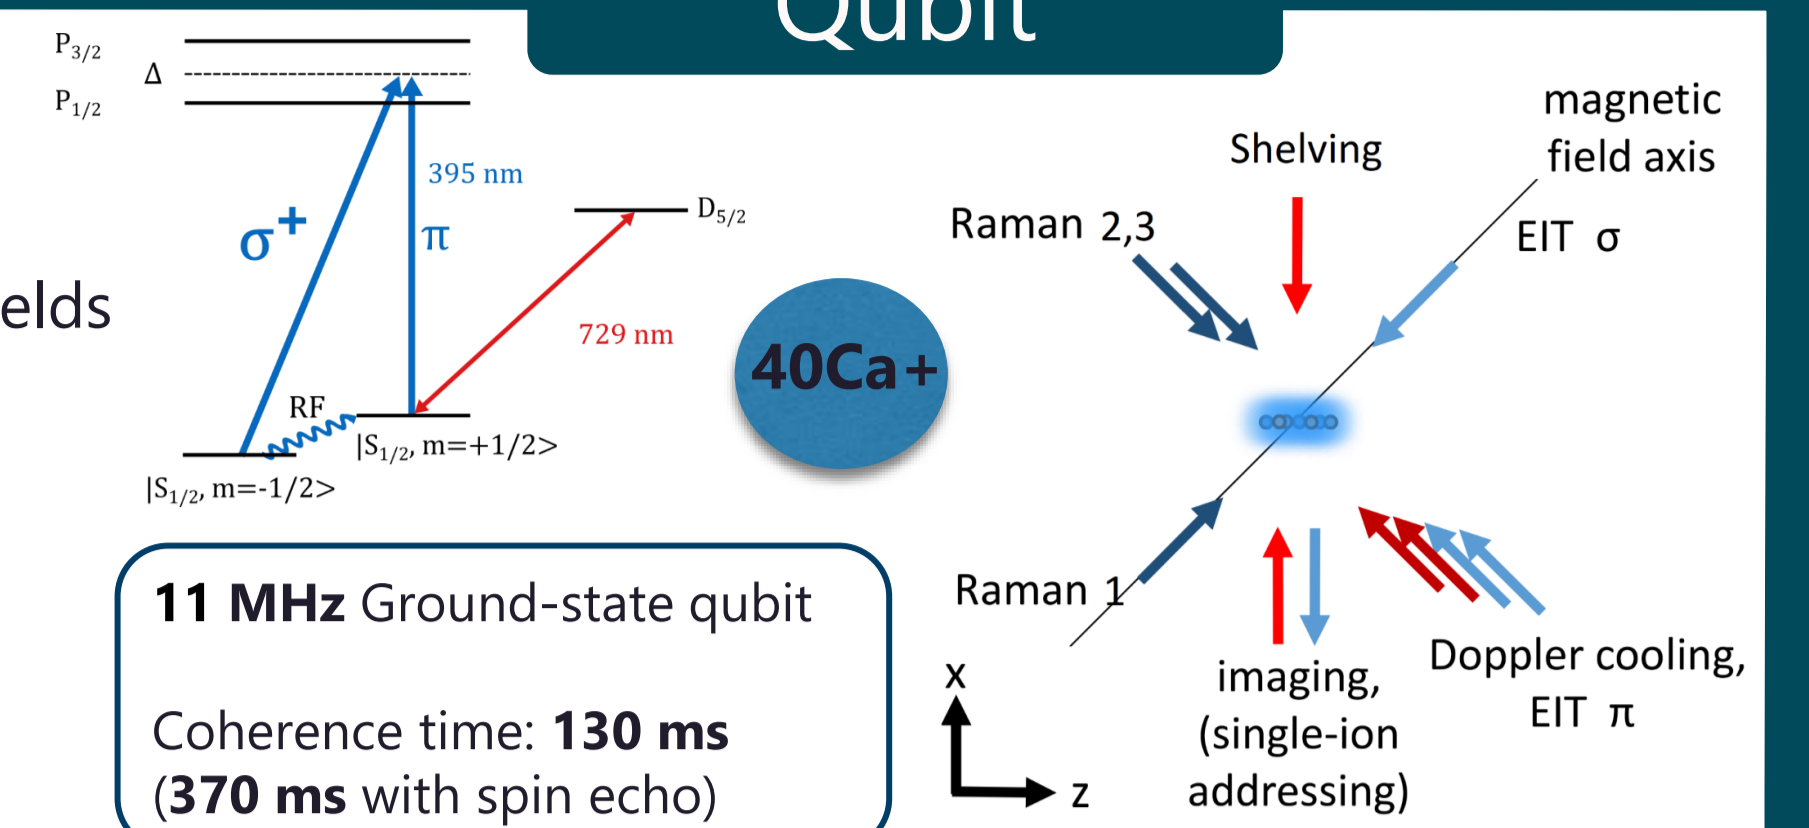 Qubit
P3/2
Δ
P1/2
395 nm
σ+
π
D5/2
729 nm
RF
|S1/2, m=+1/2>
|S1/2, m=-1/2>
elds
40Ca+
11 MHz Ground-state qubit
Coherence time: 130 ms
(370 ms with spin echo)
magnetic
field axis
Shelving
Raman 2,3
EIT σ
Raman 1
x
z
imaging,
(single-ion
addressing)
Doppler cooling,
EIT π